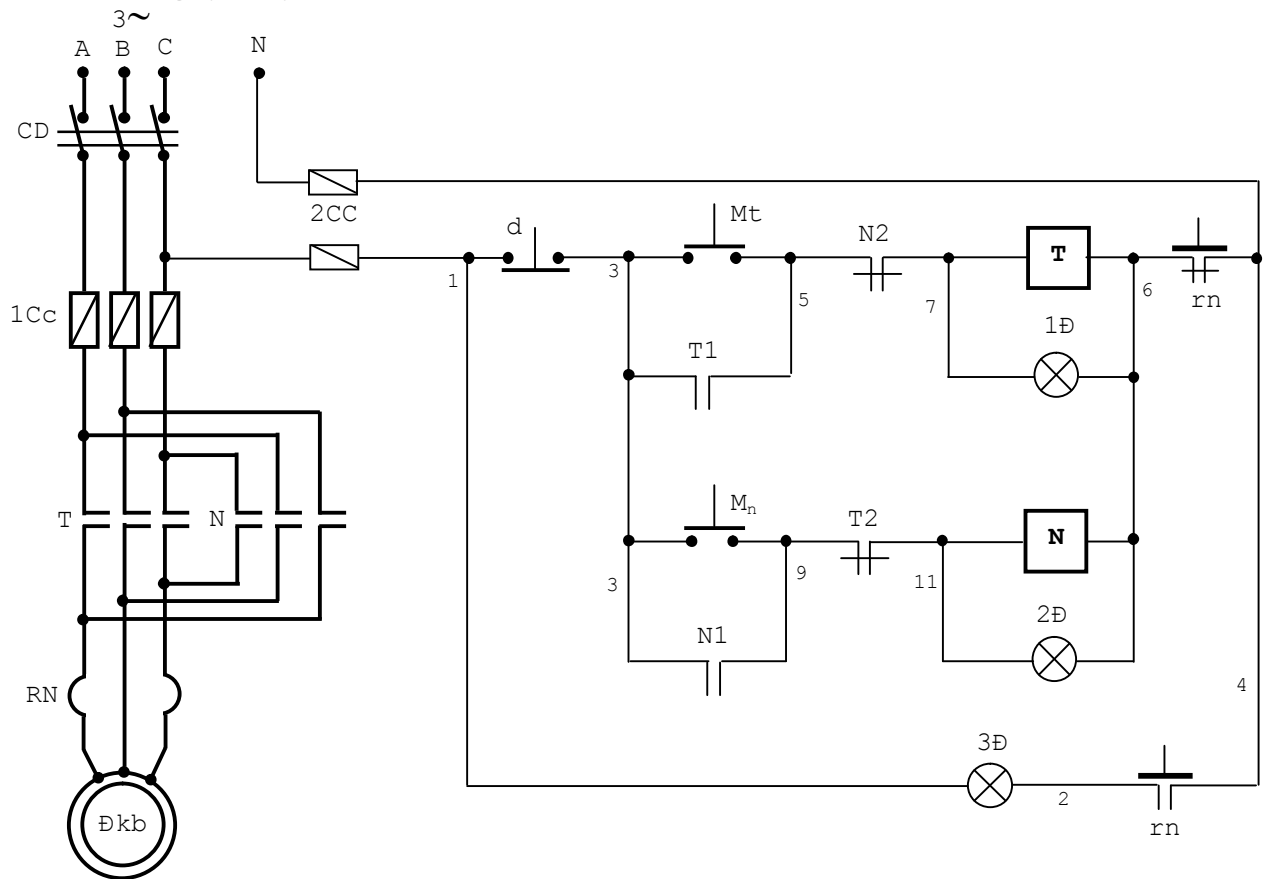 3~
A B C N
CD
2CC
d Mt N2 T
1 3 5 7 6 rn
1Cc
T1 1Đ
T N
Mn T2 N
3 9 11
N1 2Đ
RN 4
3Đ
2
Đkb rn